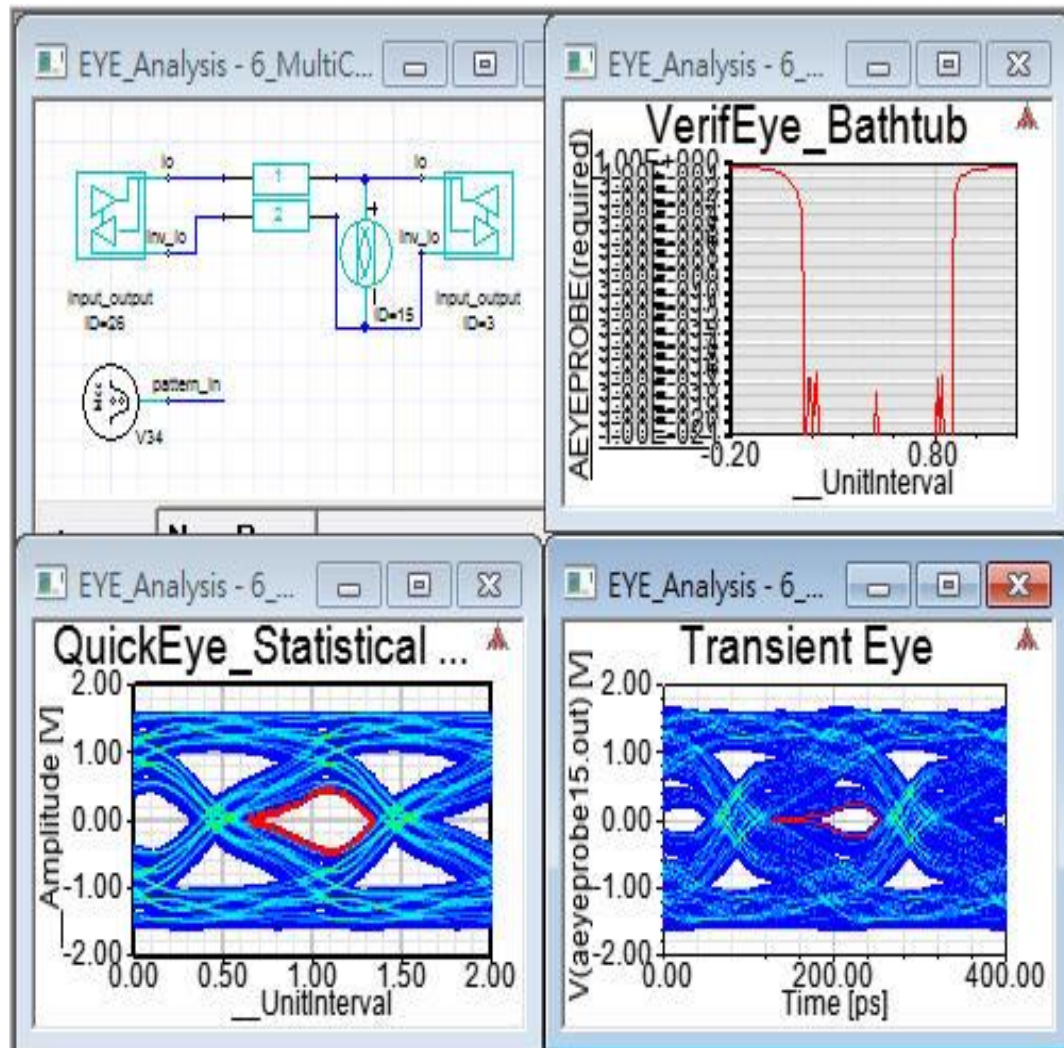 EYE_Analysis - 6_MultiC...
Io
Io
1
2
+
Inv_Io
Inv_Io
Input_output
ID=26
ID=15
Input_output
ID=3
pattern_in
V34
EYE_Analysis - 6_...
VerifEye_Bathtub
AEYEPROBE(required)
1.00E+000
-0.20
0.80
__UnitInterval
EYE_Analysis - 6_...
QuickEye_Statistical ...
__Amplitude [V]
2.00
1.00
0.00
-1.00
-2.00
0.00
0.50
1.00
1.50
2.00
__UnitInterval
EYE_Analysis - 6_...
Transient Eye
V(aeyeprobe15.out) [V]
2.00
1.00
0.00
-1.00
-2.00
0.00
200.00
400.00
Time [ps]